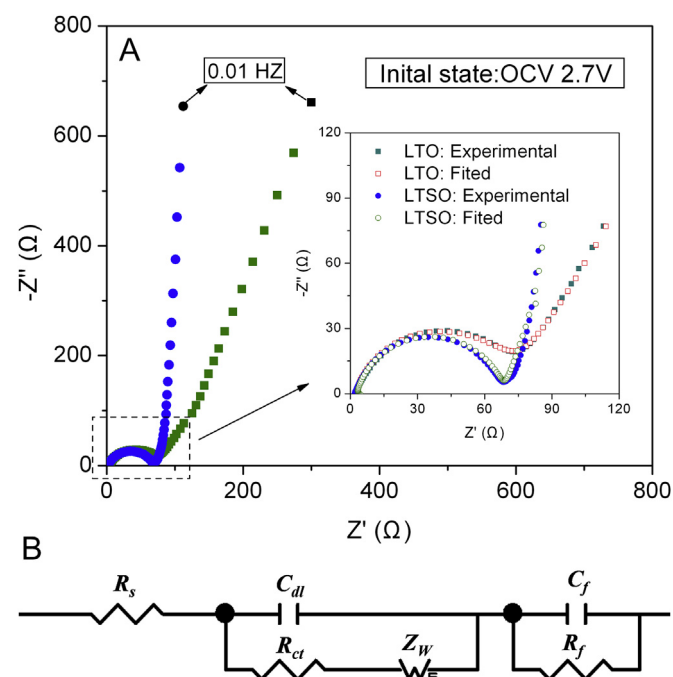 A
0.01 HZ
Inital state:OCV 2.7V
800
600
400
200
0
-Z'' (Ω)
0
200
400
600
800
Z' (Ω)
120
90
60
30
0
-Z'' (Ω)
LTO: Experimental
LTO: Fited
LTSO: Experimental
LTSO: Fited
0
30
60
90
120
Z' (Ω)
B
Rs
Cdl
Cf
Rct
ZW
Rf